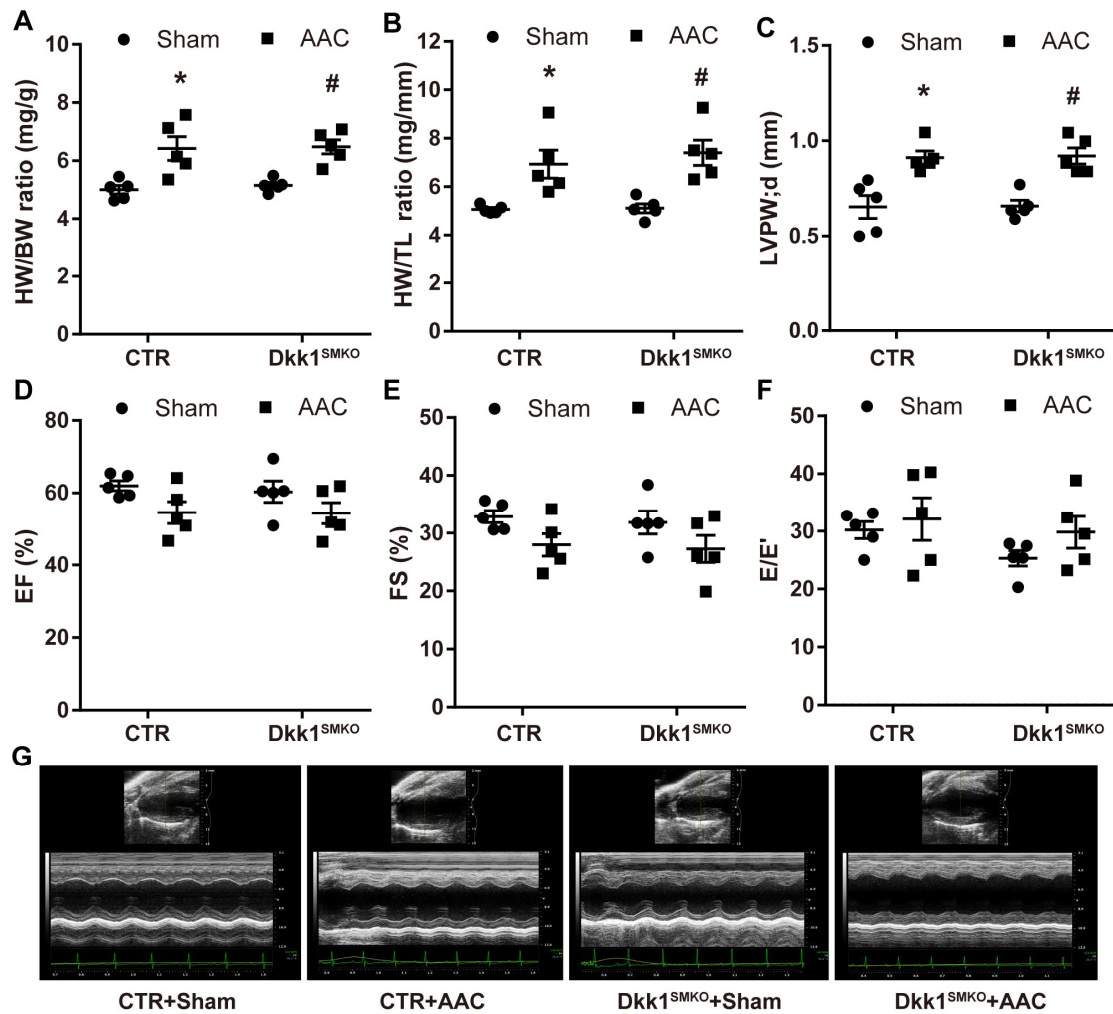 A
Sham AAC
HW/BW ratio (mg/g)
10
8
6
4
2
0
*
#
CTR Dkk1SMKO
B
Sham AAC
HW/TL ratio (mg/mm)
12
10
8
6
4
2
0
*
#
CTR Dkk1SMKO
C
Sham AAC
LVPW;d (mm)
1.5
1.0
0.5
0.0
*
#
CTR Dkk1SMKO
D
Sham AAC
EF (%)
80
60
40
20
0
CTR Dkk1SMKO
E
Sham AAC
FS (%)
50
40
30
20
10
0
CTR Dkk1SMKO
F
Sham AAC
E/E'
50
40
30
20
10
0
CTR Dkk1SMKO
G
CTR+Sham CTR+AAC Dkk1SMKO+Sham Dkk1SMKO+AAC